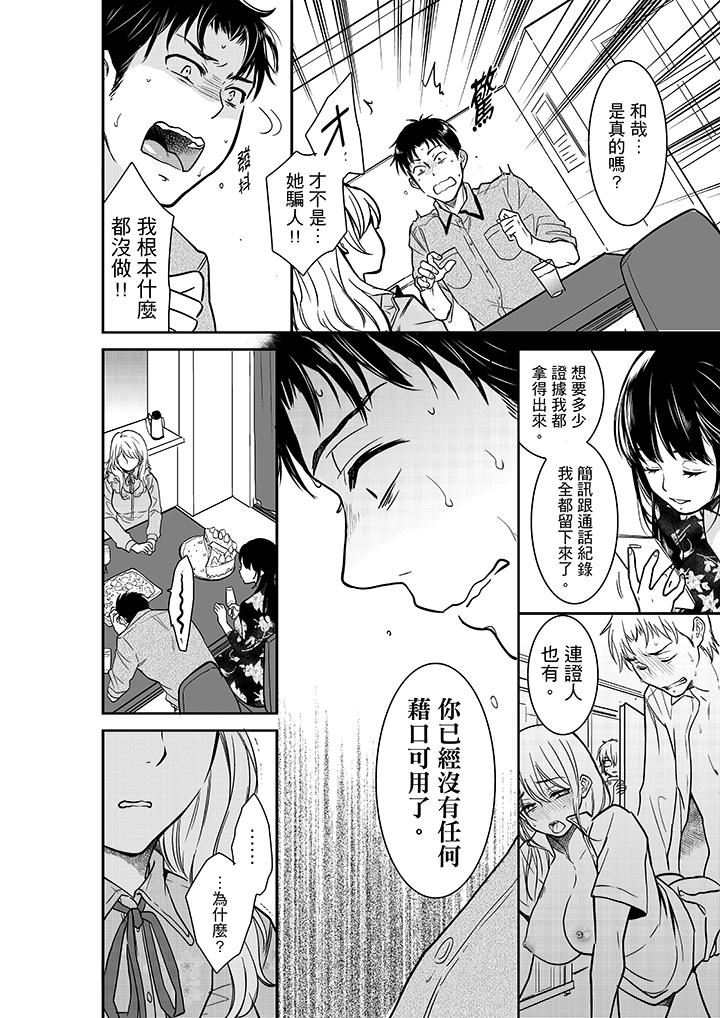 和哉…
是真的嗎？
驚
才不是…
她騙人!!
發抖
我根本什麼
都沒做!!
想要多少
證據我都
拿得出來。
簡訊跟通話紀錄
我全都留下來了。
連證人
也有。
你已經沒有任何
藉口可用了。
……
…為什麼？